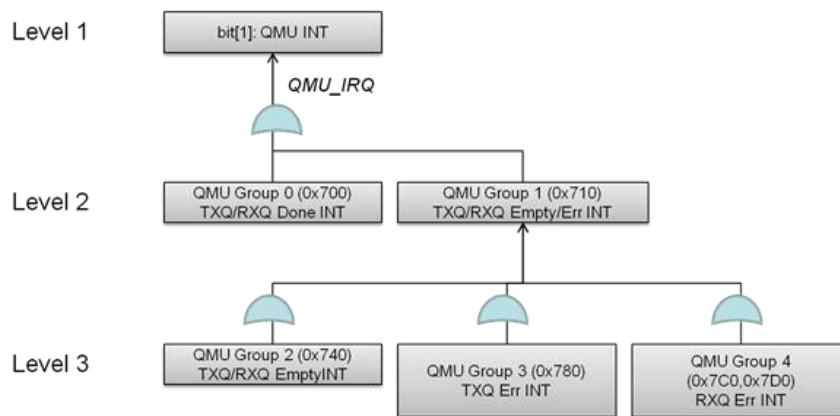 Level 1
bit[1]: QMU INT
QMU_IRQ
Level 2
QMU Group 0 (0x700)
TXQ/RXQ Done INT
QMU Group 1 (0x710)
TXQ/RXQ Empty/Err INT
Level 3
QMU Group 2 (0x740)
TXQ/RXQ EmptyINT
QMU Group 3 (0x780)
TXQ Err INT
QMU Group 4
(0x7C0,0x7D0)
RXQ Err INT